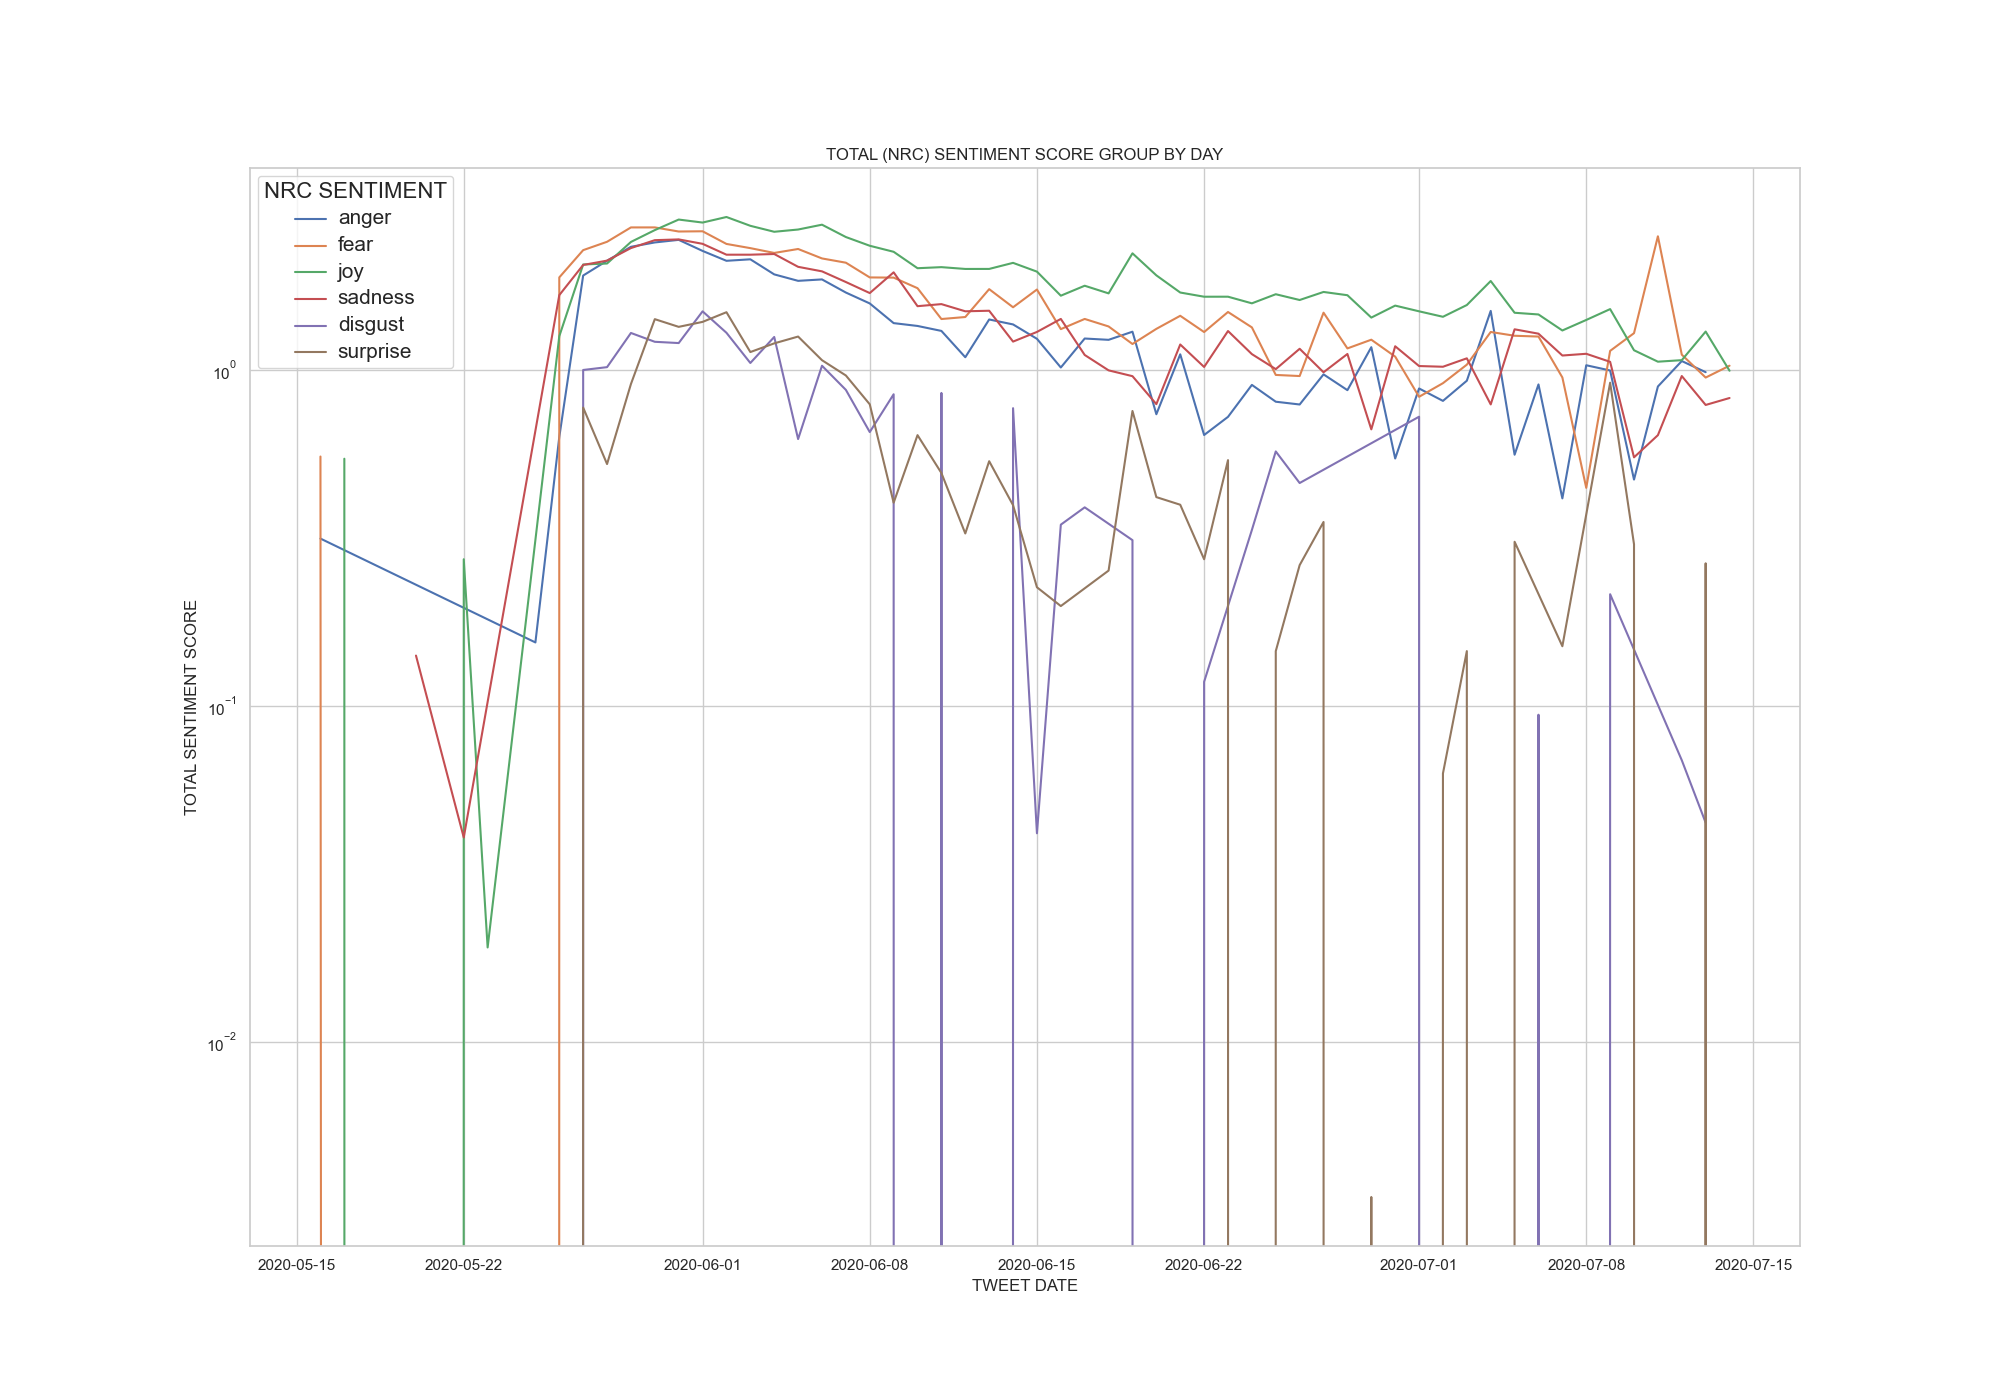 TOTAL (NRC) SENTIMENT SCORE GROUP BY DAY
NRC SENTIMENT
anger
fear
joy
sadness
disgust
surprise
10⁰
10⁻¹
10⁻²
TOTAL SENTIMENT SCORE
2020-05-15 2020-05-22 2020-06-01 2020-06-08 2020-06-15 2020-06-22 2020-07-01 2020-07-08 2020-07-15
TWEET DATE